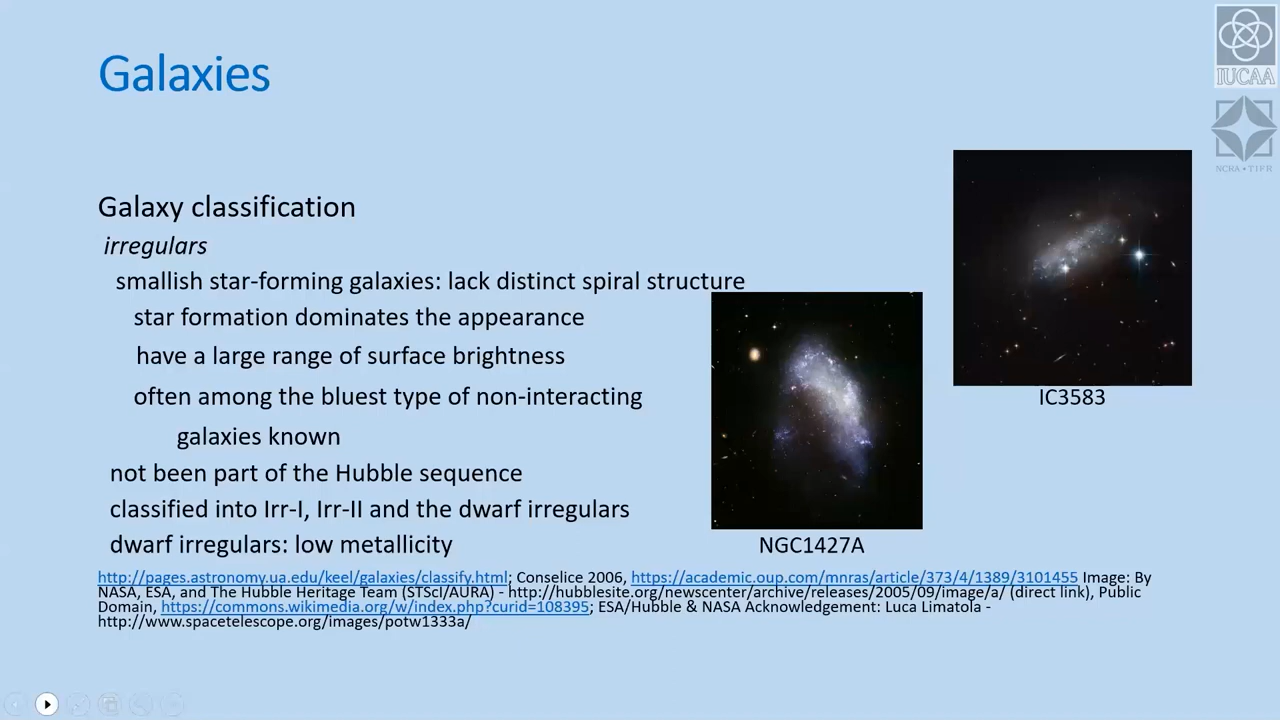 Galaxies
IUCAA
NCRA • TIFR
Galaxy classification
irregulars
smallish star-forming galaxies: lack distinct spiral structure
star formation dominates the appearance
have a large range of surface brightness
often among the bluest type of non-interacting
galaxies known
not been part of the Hubble sequence
classified into Irr-I, Irr-II and the dwarf irregulars
dwarf irregulars: low metallicity
IC3583
NGC1427A
http://pages.astronomy.ua.edu/keel/galaxies/classify.html; Conselice 2006, https://academic.oup.com/mnras/article/373/4/1389/3101455 Image: By
NASA, ESA, and The Hubble Heritage Team (STScI/AURA) - http://hubblesite.org/newscenter/archive/releases/2005/09/image/a/ (direct link), Public
Domain, https://commons.wikimedia.org/w/index.php?curid=108395; ESA/Hubble & NASA Acknowledgement: Luca Limatola -
http://www.spacetelescope.org/images/potw1333a/